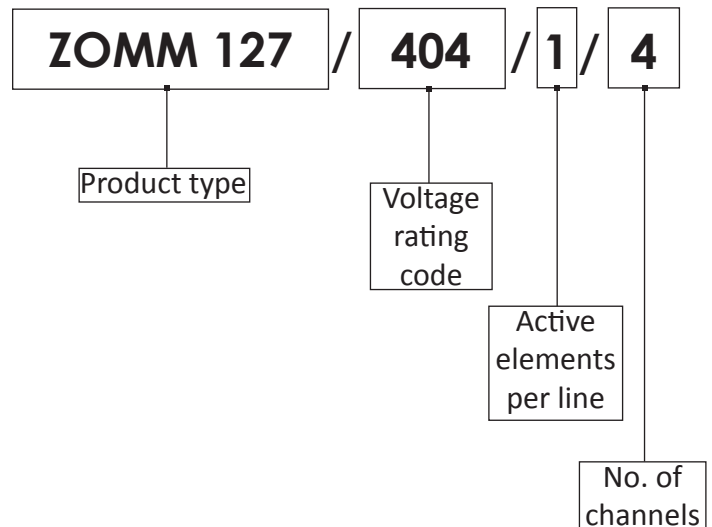 ZOMM 127 / 404 / 1 / 4
Product type
Voltage
rating
code
Active
elements
per line
No. of
channels